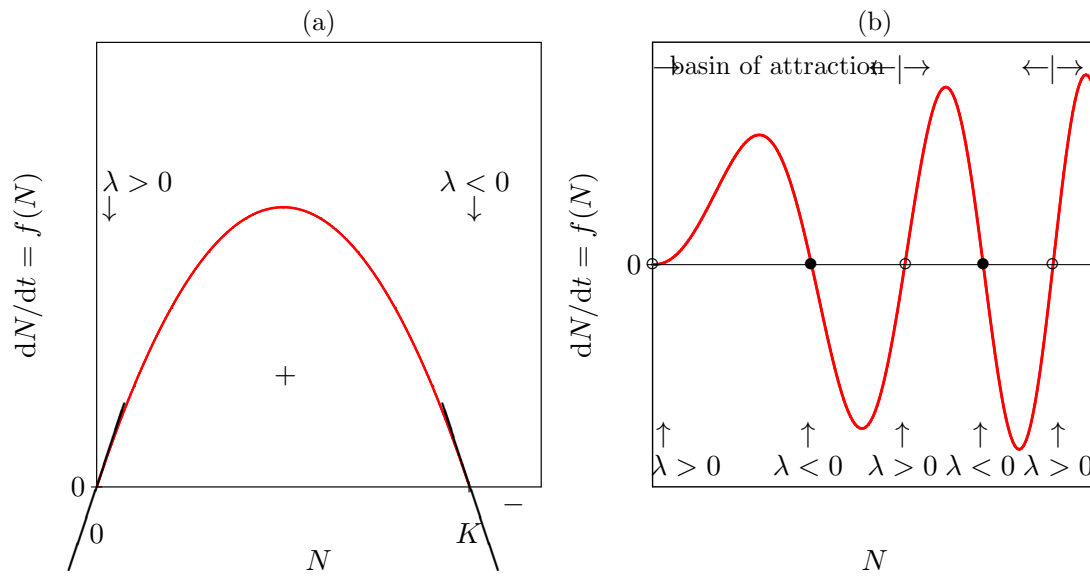 (a)
λ > 0
↓
λ < 0
↓
dN/dt = f(N)
+
0
−
0
K
N
(b)
→ basin of attraction ←|→ ←|→
dN/dt = f(N)
0
↑ ↑ ↑ ↑ ↑
λ > 0 λ < 0 λ > 0 λ < 0 λ > 0
N